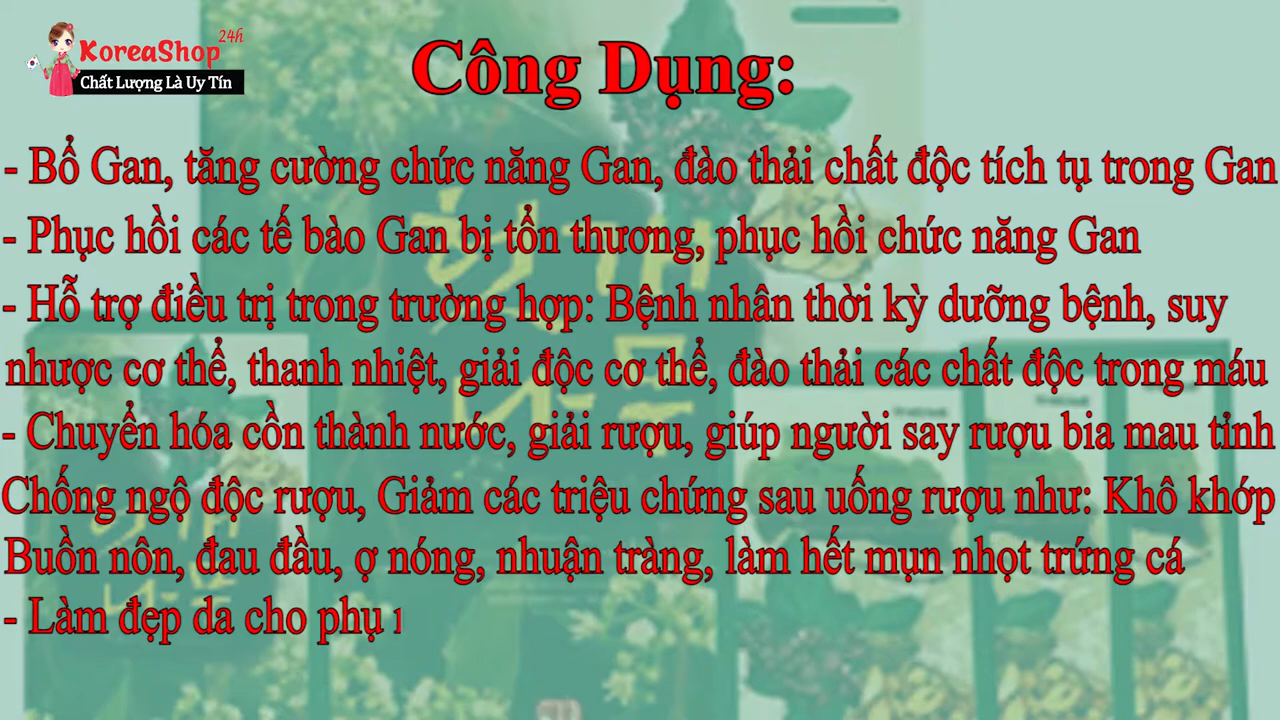 KoreaShop 24h
Chất Lượng Là Uy Tín
Công Dụng:
- Bổ Gan, tăng cường chức năng Gan, đào thải chất độc tích tụ trong Gan
- Phục hồi các tế bào Gan bị tổn thương, phục hồi chức năng Gan
- Hỗ trợ điều trị trong trường hợp: Bệnh nhân thời kỳ dưỡng bệnh, suy
nhược cơ thể, thanh nhiệt, giải độc cơ thể, đào thải các chất độc trong máu
- Chuyển hóa cồn thành nước, giải rượu, giúp người say rượu bia mau tỉnh
Chống ngộ độc rượu, Giảm các triệu chứng sau uống rượu như: Khô khớp
Buồn nôn, đau đầu, ợ nóng, nhuận tràng, làm hết mụn nhọt trứng cá
- Làm đẹp da cho phụ